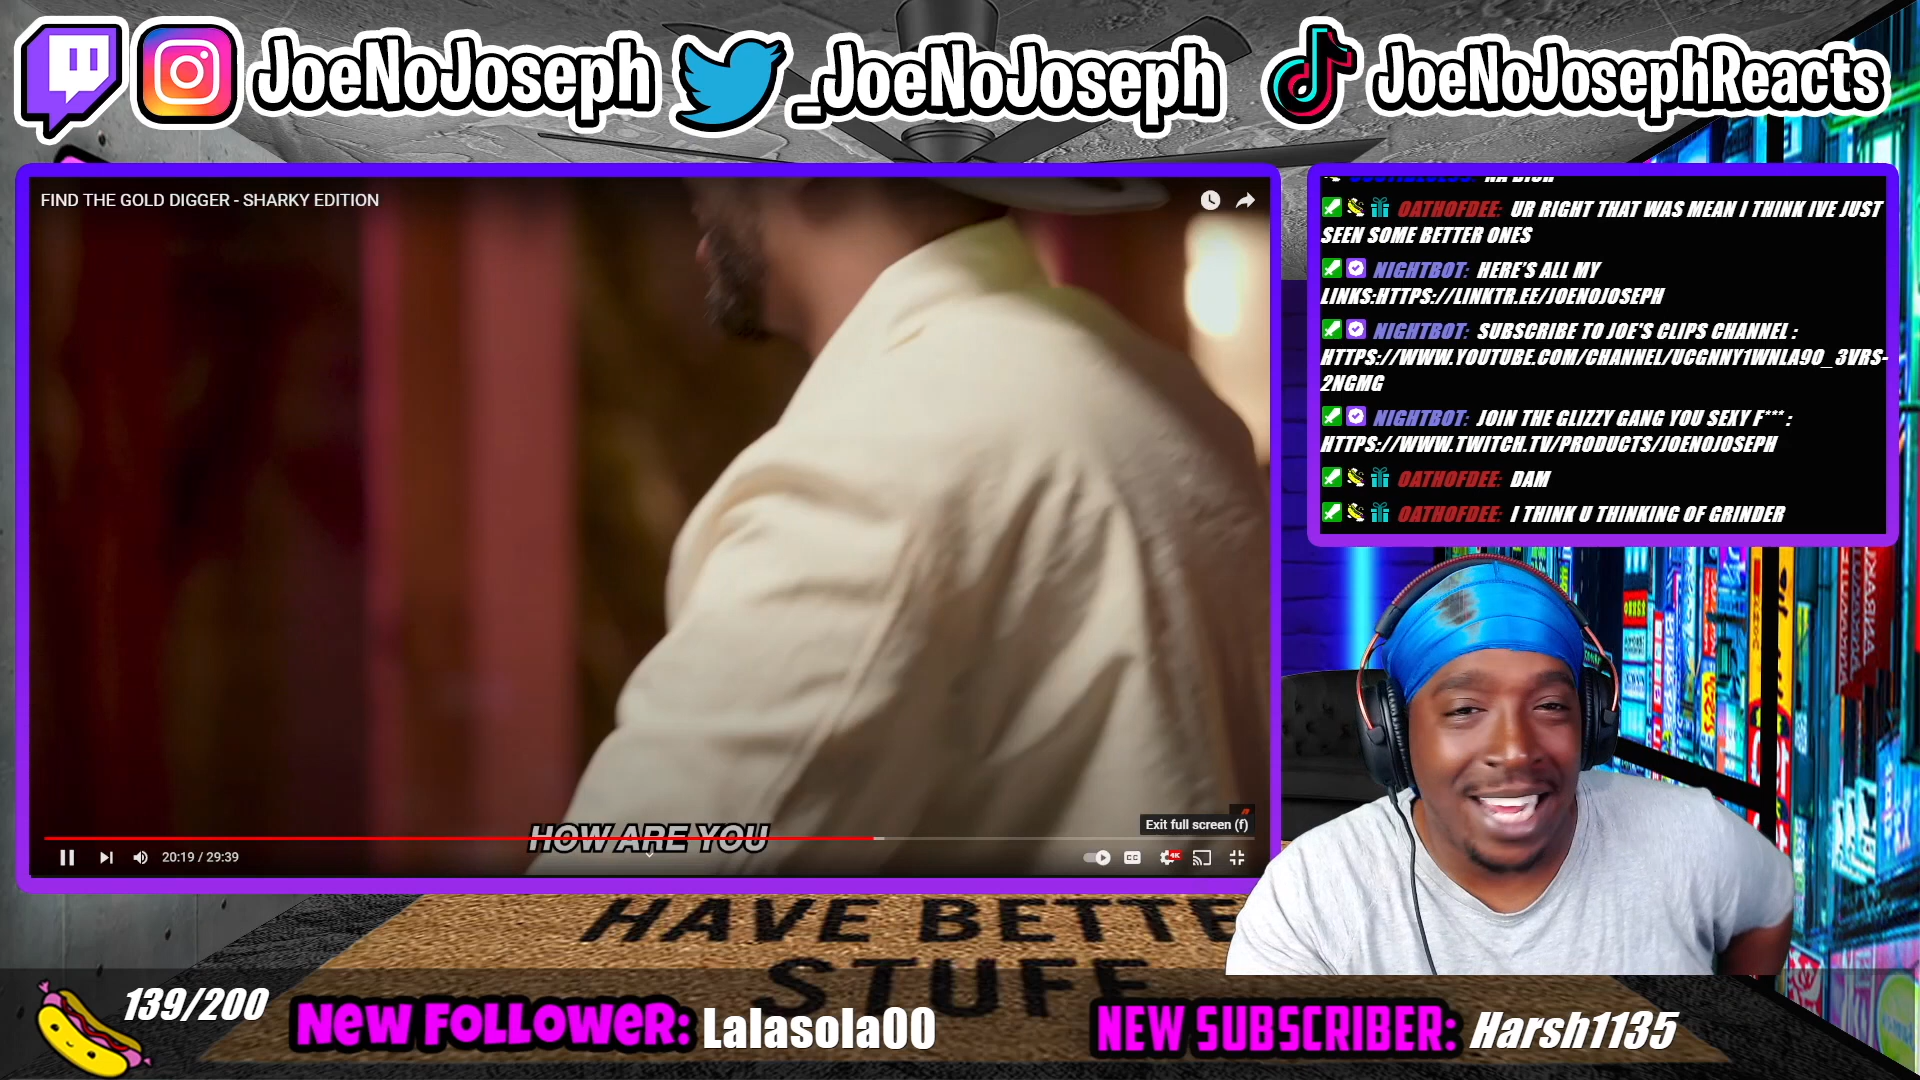 JoeNoJoseph
_JoeNoJoseph
JoeNoJosephReacts
FIND THE GOLD DIGGER - SHARKY EDITION
OATHOFDEE: UR RIGHT THAT WAS MEAN I THINK IVE JUST
SEEN SOME BETTER ONES
NIGHTBOT: HERE'S ALL MY
LINKS:HTTPS://LINKTR.EE/JOENOJOSEPH
NIGHTBOT: SUBSCRIBE TO JOE'S CLIPS CHANNEL :
HTTPS://WWW.YOUTUBE.COM/CHANNEL/UCGNNY1WNLA9O_3VRS-
2NGMG
NIGHTBOT: JOIN THE GLIZZY GANG YOU SEXY F*** :
HTTPS://WWW.TWITCH.TV/PRODUCTS/JOENOJOSEPH
OATHOFDEE: DAM
OATHOFDEE: I THINK U THINKING OF GRINDER
Exit full screen (f)
HOW ARE YOU
20:19 / 29:39
CC
4K
HAVE BETTE
STUFF
139/200
NEW FOLLOWER: Lalasola00
NEW SUBSCRIBER: Harsh1135